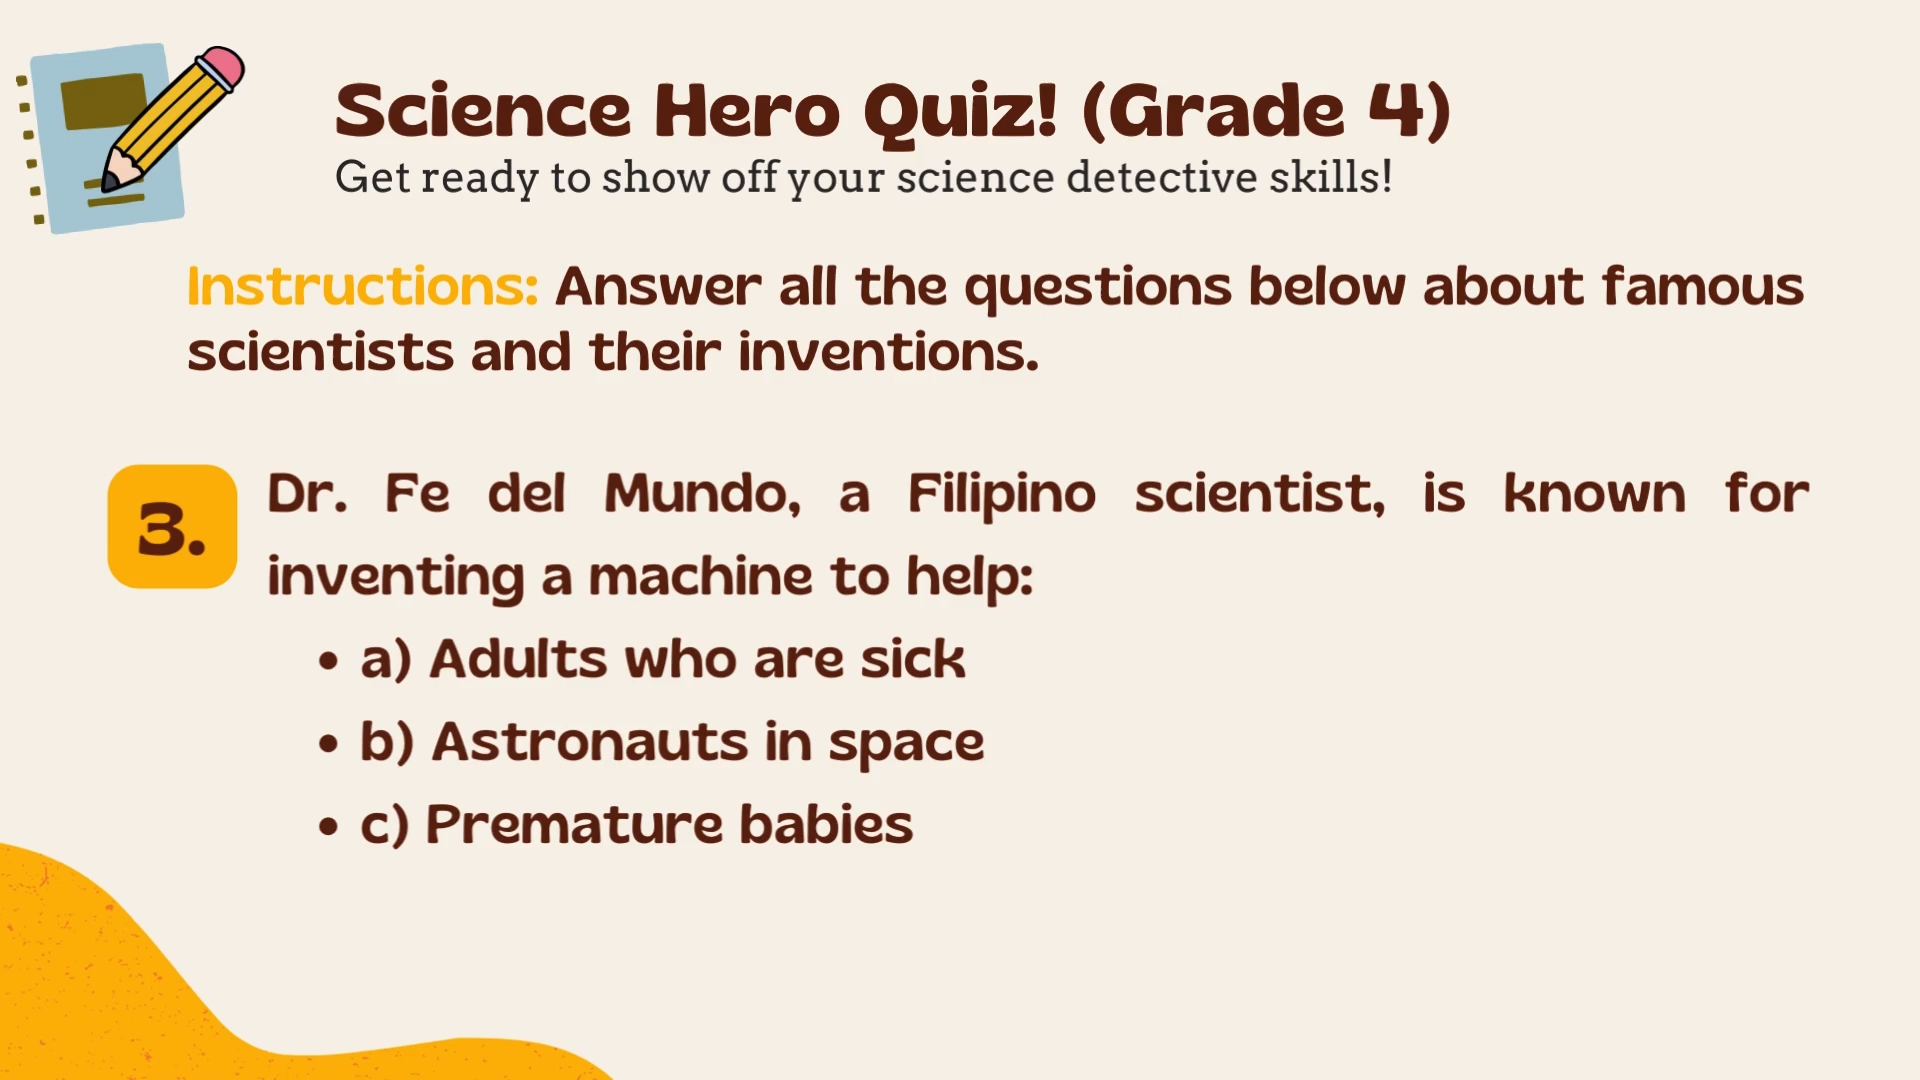 Science Hero Quiz! (Grade 4)
Get ready to show off your science detective skills!
Instructions: Answer all the questions below about famous
scientists and their inventions.
3.
Dr. Fe del Mundo, a Filipino scientist, is known for
inventing a machine to help:
• a) Adults who are sick
• b) Astronauts in space
• c) Premature babies